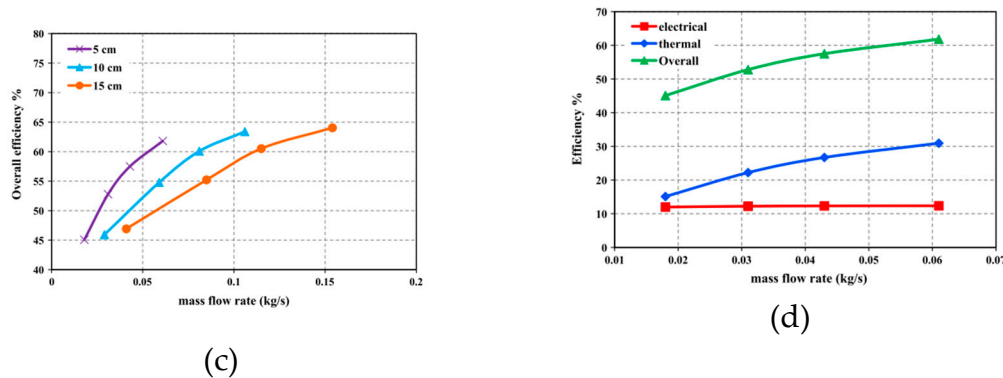 80
75
70
65
60
55
50
45
40
Overall efficiency %
5 cm
10 cm
15 cm
0
0.05
0.1
0.15
0.2
mass flow rate (kg/s)
(c)
70
60
50
40
30
20
10
0
Efficiency %
electrical
thermal
Overall
0.01
0.02
0.03
0.04
0.05
0.06
0.07
mass flow rate (kg/s)
(d)